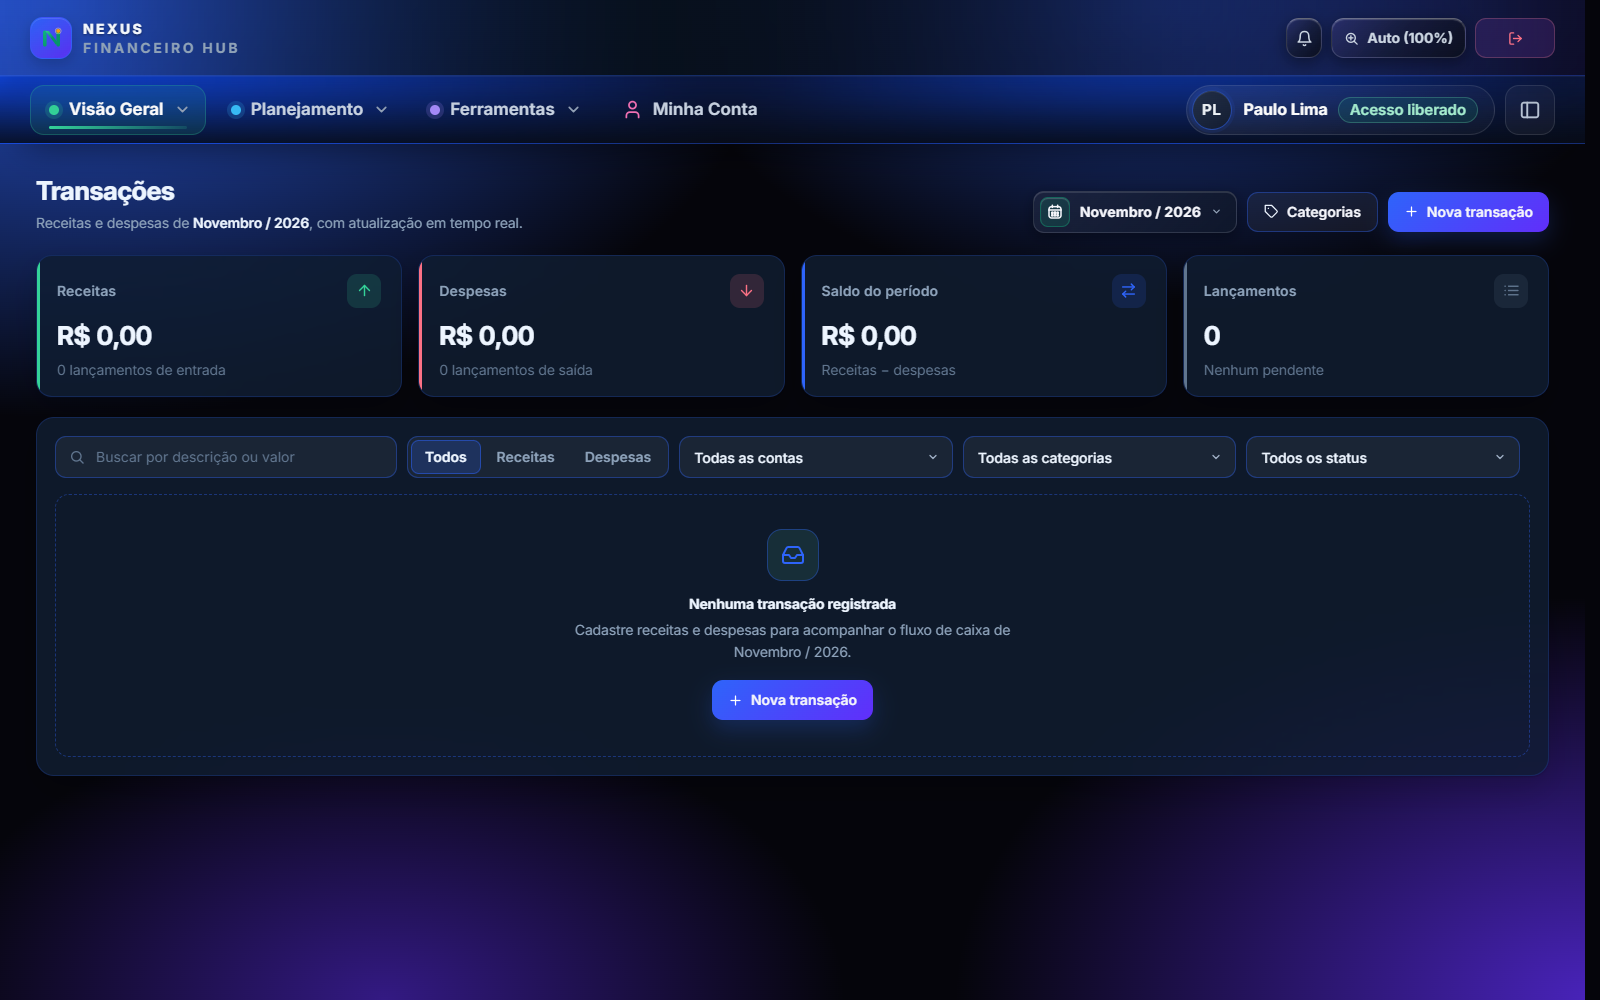 NEXUS
FINANCEIRO HUB
Auto (100%)
Visão Geral
Planejamento
Ferramentas
Minha Conta
PL
Paulo Lima
Acesso liberado
Transações
Receitas e despesas de Novembro / 2026, com atualização em tempo real.
Novembro / 2026
Categorias
Nova transação
Receitas
R$ 0,00
0 lançamentos de entrada
Despesas
R$ 0,00
0 lançamentos de saída
Saldo do período
R$ 0,00
Receitas – despesas
Lançamentos
0
Nenhum pendente
Buscar por descrição ou valor
Todos
Receitas
Despesas
Todas as contas
Todas as categorias
Todos os status
Nenhuma transação registrada
Cadastre receitas e despesas para acompanhar o fluxo de caixa de
Novembro / 2026.
Nova transação